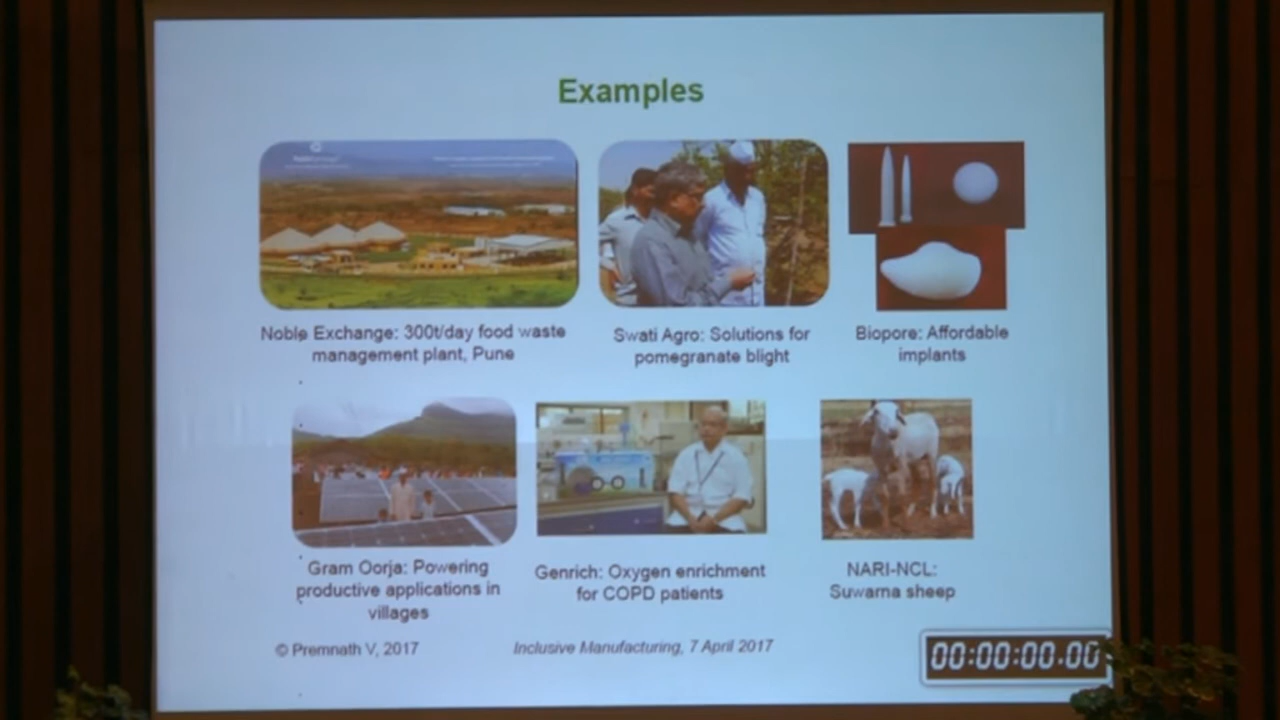 Examples
Noble Exchange: 300t/day food waste
management plant, Pune
Swati Agro: Solutions for
pomegranate blight
Biopore: Affordable
implants
Gram Oorja: Powering
productive applications in
villages
Genrich: Oxygen enrichment
for COPD patients
NARI-NCL:
Suwarna sheep
© Premnath V, 2017
Inclusive Manufacturing, 7 April 2017
00:00:00.00